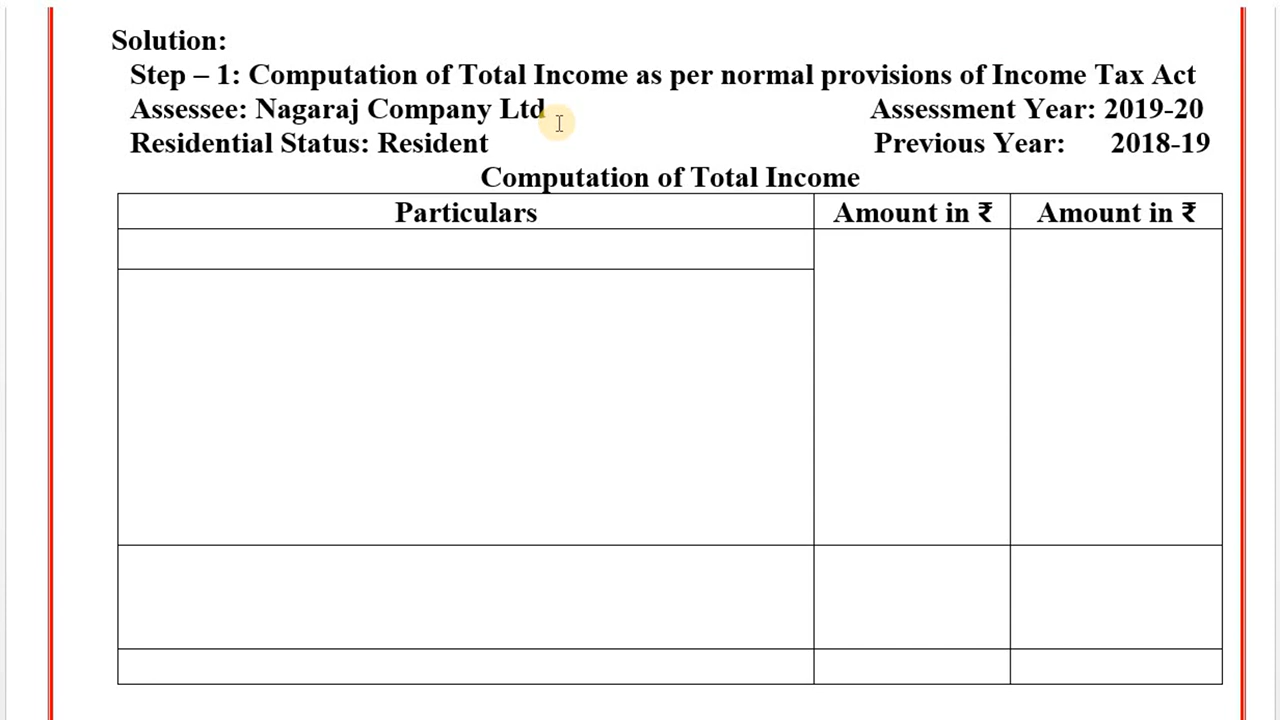 Solution:
Step – 1: Computation of Total Income as per normal provisions of Income Tax Act
Assessee: Nagaraj Company Ltd Assessment Year: 2019-20
Residential Status: Resident Previous Year: 2018-19
Computation of Total Income
Particulars Amount in ₹ Amount in ₹